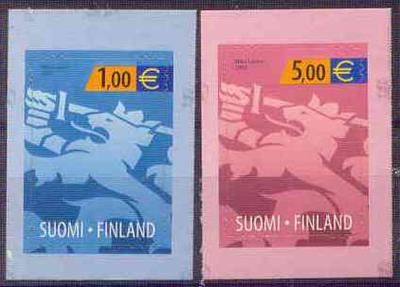 1,00 €
SUOMI • FINLAND
5,00 €
SUOMI • FINLAND